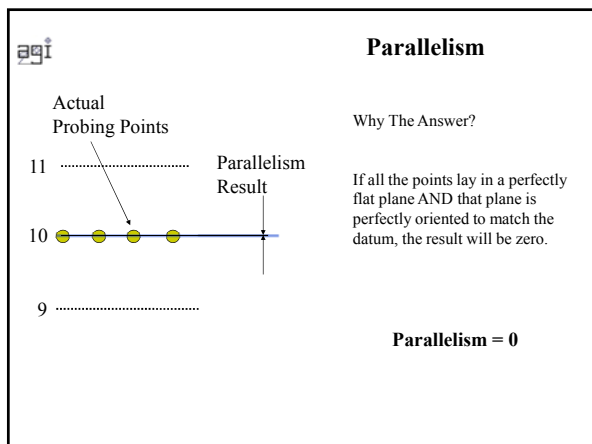 agi
Parallelism
Actual
Probing Points
Why The Answer?
11
Parallelism
Result
If all the points lay in a perfectly
flat plane AND that plane is
perfectly oriented to match the
datum, the result will be zero.
10
9
Parallelism = 0